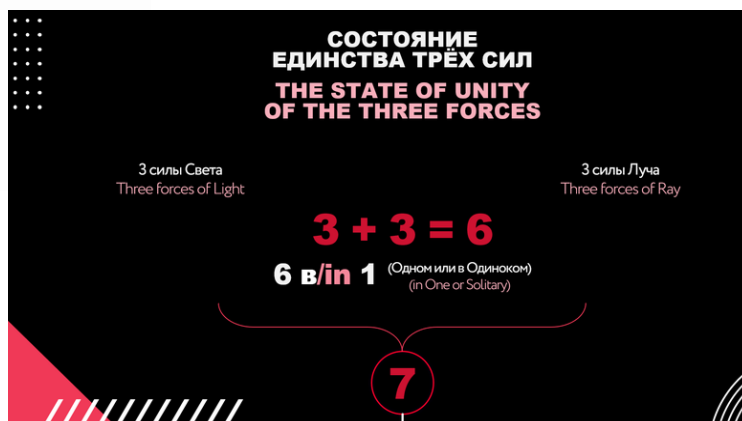 СОСТОЯНИЕ
ЕДИНСТВА ТРЁХ СИЛ
THE STATE OF UNITY
OF THE THREE FORCES
3 силы Света
Three forces of Light
3 силы Луча
Three forces of Ray
3 + 3 = 6
6 в/in 1 (Одном или в Одиноком)
(in One or Solitary)
7